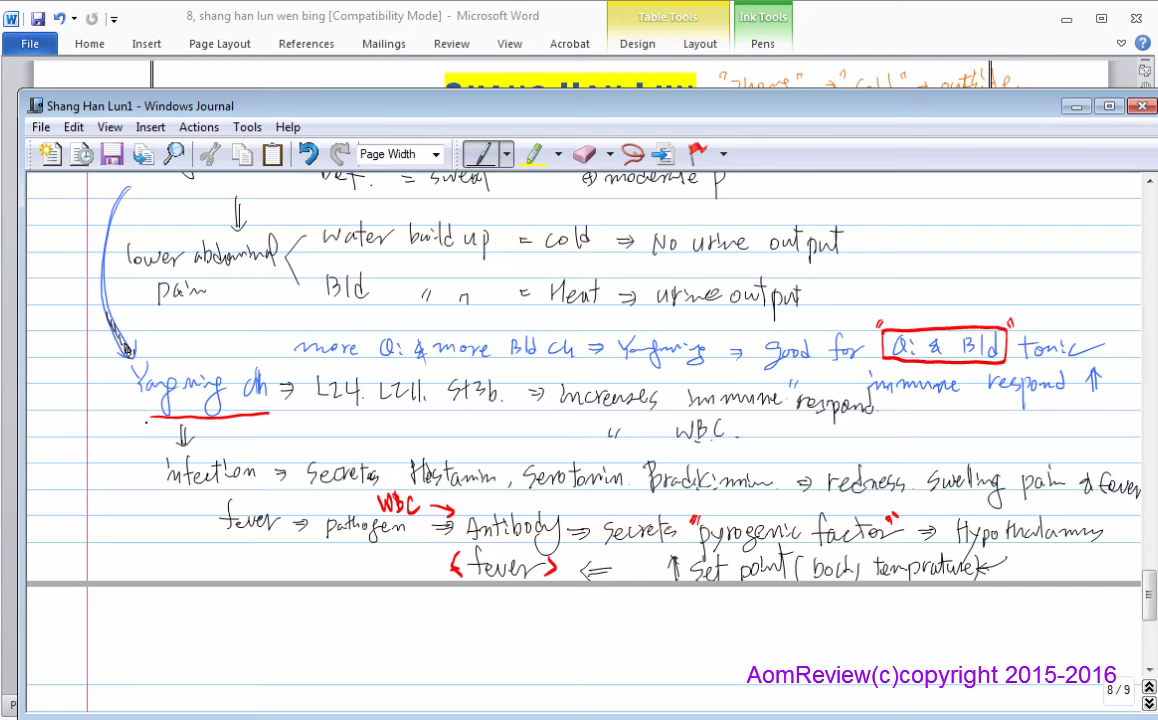 8, shang han lun wen bing [Compatibility Mode] - Microsoft Word
Table Tools
Ink Tools
File
Home
Insert
Page Layout
References
Mailings
Review
View
Acrobat
Design
Layout
Pens
Shang Han Lun1 - Windows Journal
File
Edit
View
Insert
Actions
Tools
Help
Page Width
= sweat ⊕ moderate p
⇓
lower abdominal pain
water build up = cold ⇒ No urine output
Bld " " = Heat ⇒ urine output
more Qi & more Bld ch ⇒ Yangming ⇒ good for "Qi & Bld" tonic
immune respond ↑
Yangming ch ⇒ LI4. LI11. St36. ⇒ increases immune "respond
⇓ " WBC.
infection ⇒ secretes Histamin, Serotonin. Bradikinnin. ⇒ redness. swelling pain & fever
WBC →
fever ⇒ pathogen ⇒ Antibody ⇒ secrets "pyrogenic factor" ⇒ Hypothalamus
(fever) ⇐ ↑ set point (body temprature) ↵
AomReview(c)copyright 2015-2016
8 / 9